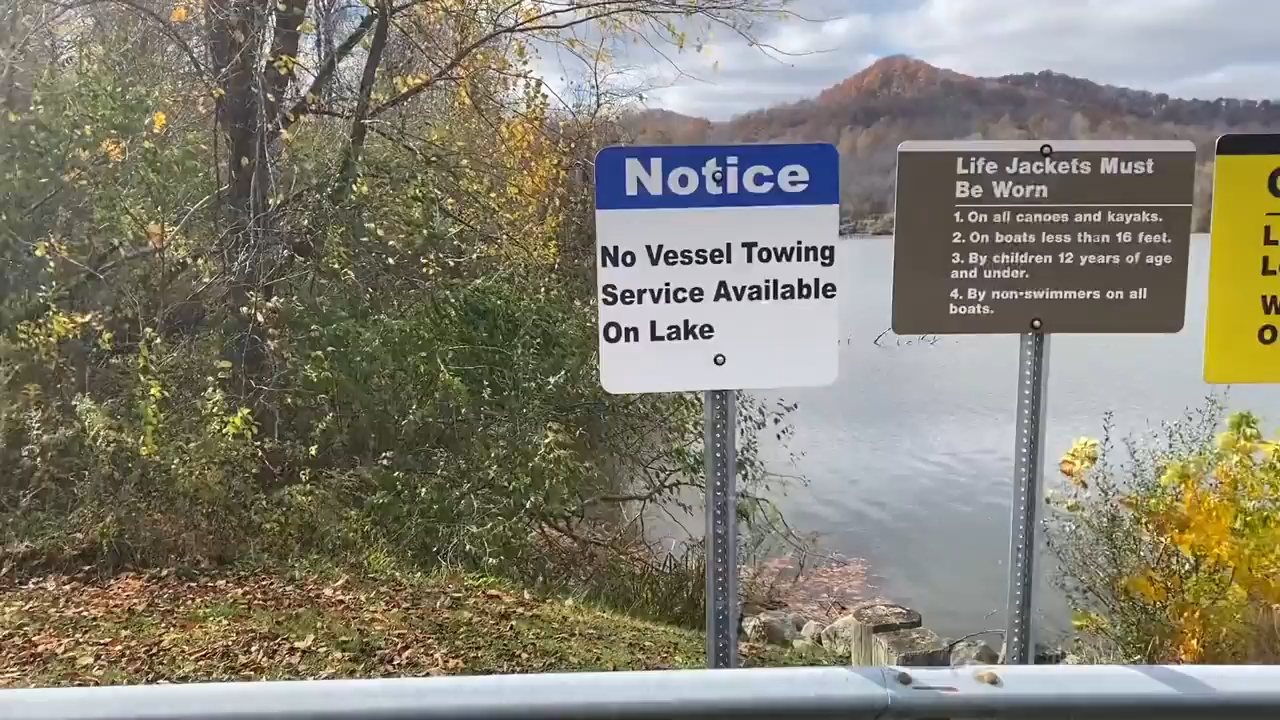 Notice
No Vessel Towing
Service Available
On Lake
Life Jackets Must
Be Worn
1. On all canoes and kayaks.
2. On boats less than 16 feet.
3. By children 12 years of age
and under.
4. By non-swimmers on all
boats.